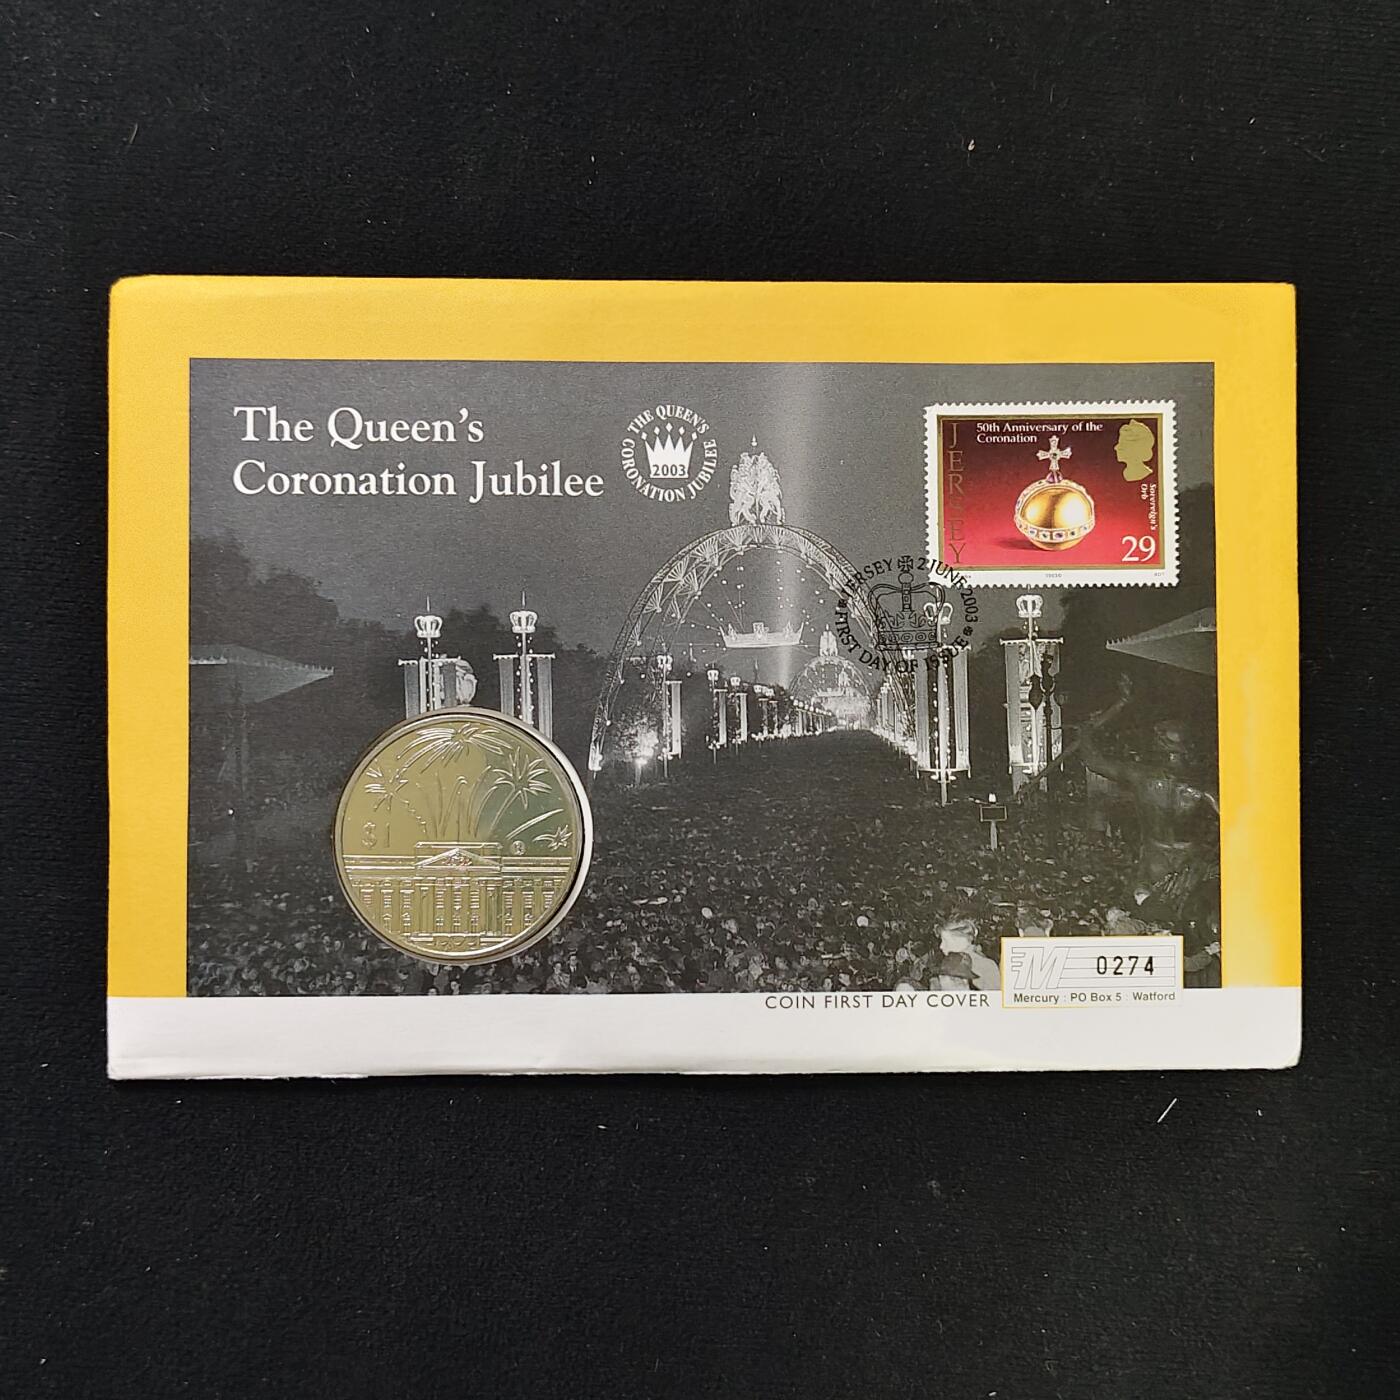 The Queen's
Coronation Jubilee
THE QUEEN'S
CORONATION JUBILEE
2003
JERSEY
50th Anniversary of the
Coronation
Sovereign's
Orb
29
JERSEY 2 JUNE 2003
FIRST DAY OF ISSUE
$1
COIN FIRST DAY COVER
M
0274
Mercury : PO Box 5 : Watford